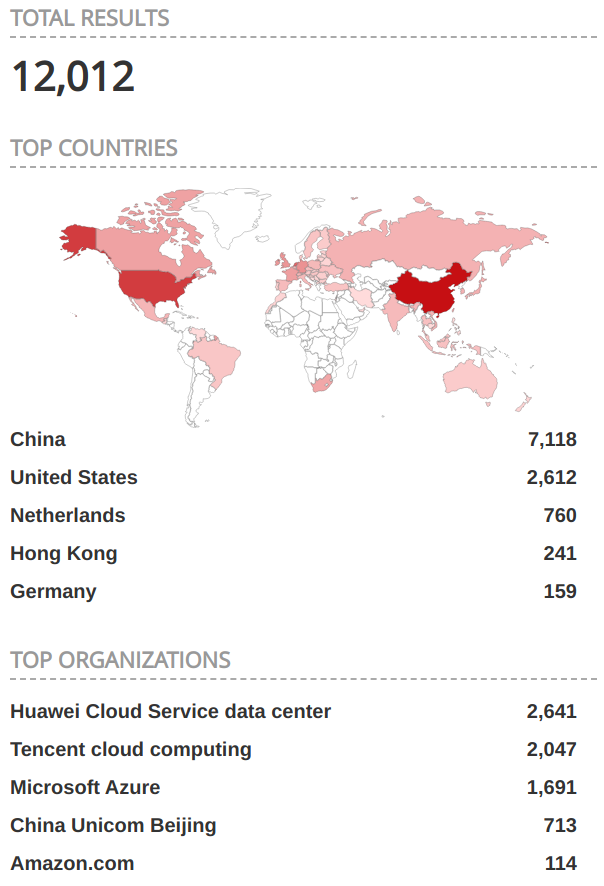 TOTAL RESULTS
12,012
TOP COUNTRIES
China 7,118
United States 2,612
Netherlands 760
Hong Kong 241
Germany 159
TOP ORGANIZATIONS
Huawei Cloud Service data center 2,641
Tencent cloud computing 2,047
Microsoft Azure 1,691
China Unicom Beijing 713
Amazon.com 114